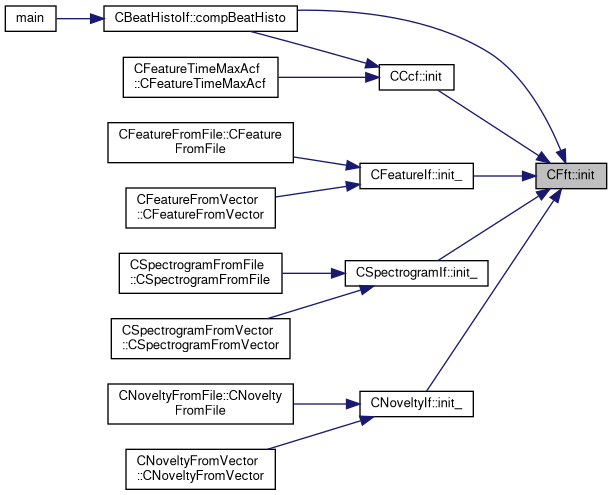 main
CBeatHistoIf::compBeatHisto
CFeatureTimeMaxAcf
::CFeatureTimeMaxAcf
CCcf::init
CFeatureFromFile::CFeature
FromFile
CFeatureIf::init_
CFft::init
CFeatureFromVector
::CFeatureFromVector
CSpectrogramFromFile
::CSpectrogramFromFile
CSpectrogramIf::init_
CSpectrogramFromVector
::CSpectrogramFromVector
CNoveltyFromFile::CNovelty
FromFile
CNoveltyIf::init_
CNoveltyFromVector
::CNoveltyFromVector